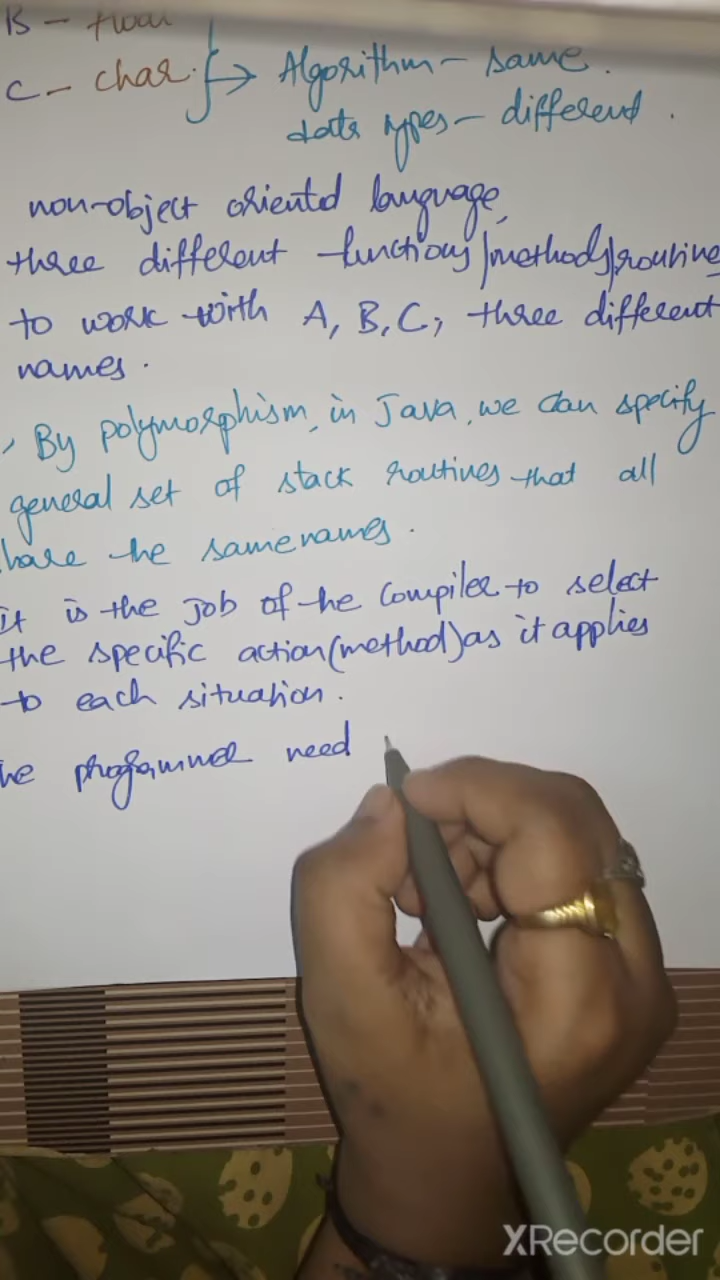 B - float
C - char. } → Algorithm - same.
data types - different.
non-object oriented language,
three different functions/methods/routine
to work with A, B, C, three different
names.
By polymorphism, in Java, we can specify
general set of stack routines that all
hare the same names.
it is the job of the compiler to select
the specific action (method) as it applies
to each situation.
he programmer need
XRecorder